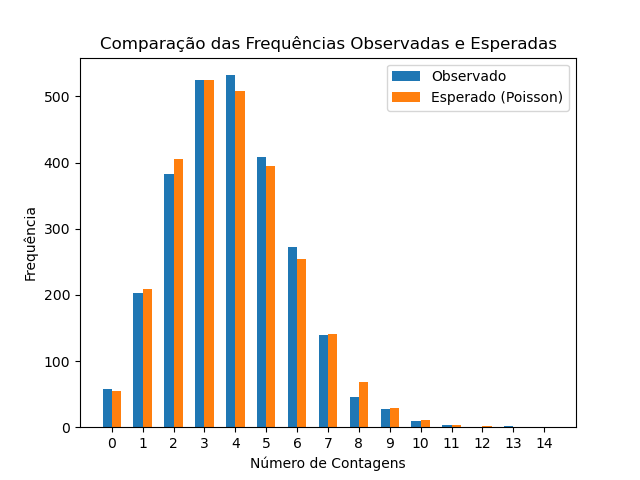 Comparação das Frequências Observadas e Esperadas
Observado
Esperado (Poisson)
Frequência
500
400
300
200
100
0
0 1 2 3 4 5 6 7 8 9 10 11 12 13 14
Número de Contagens